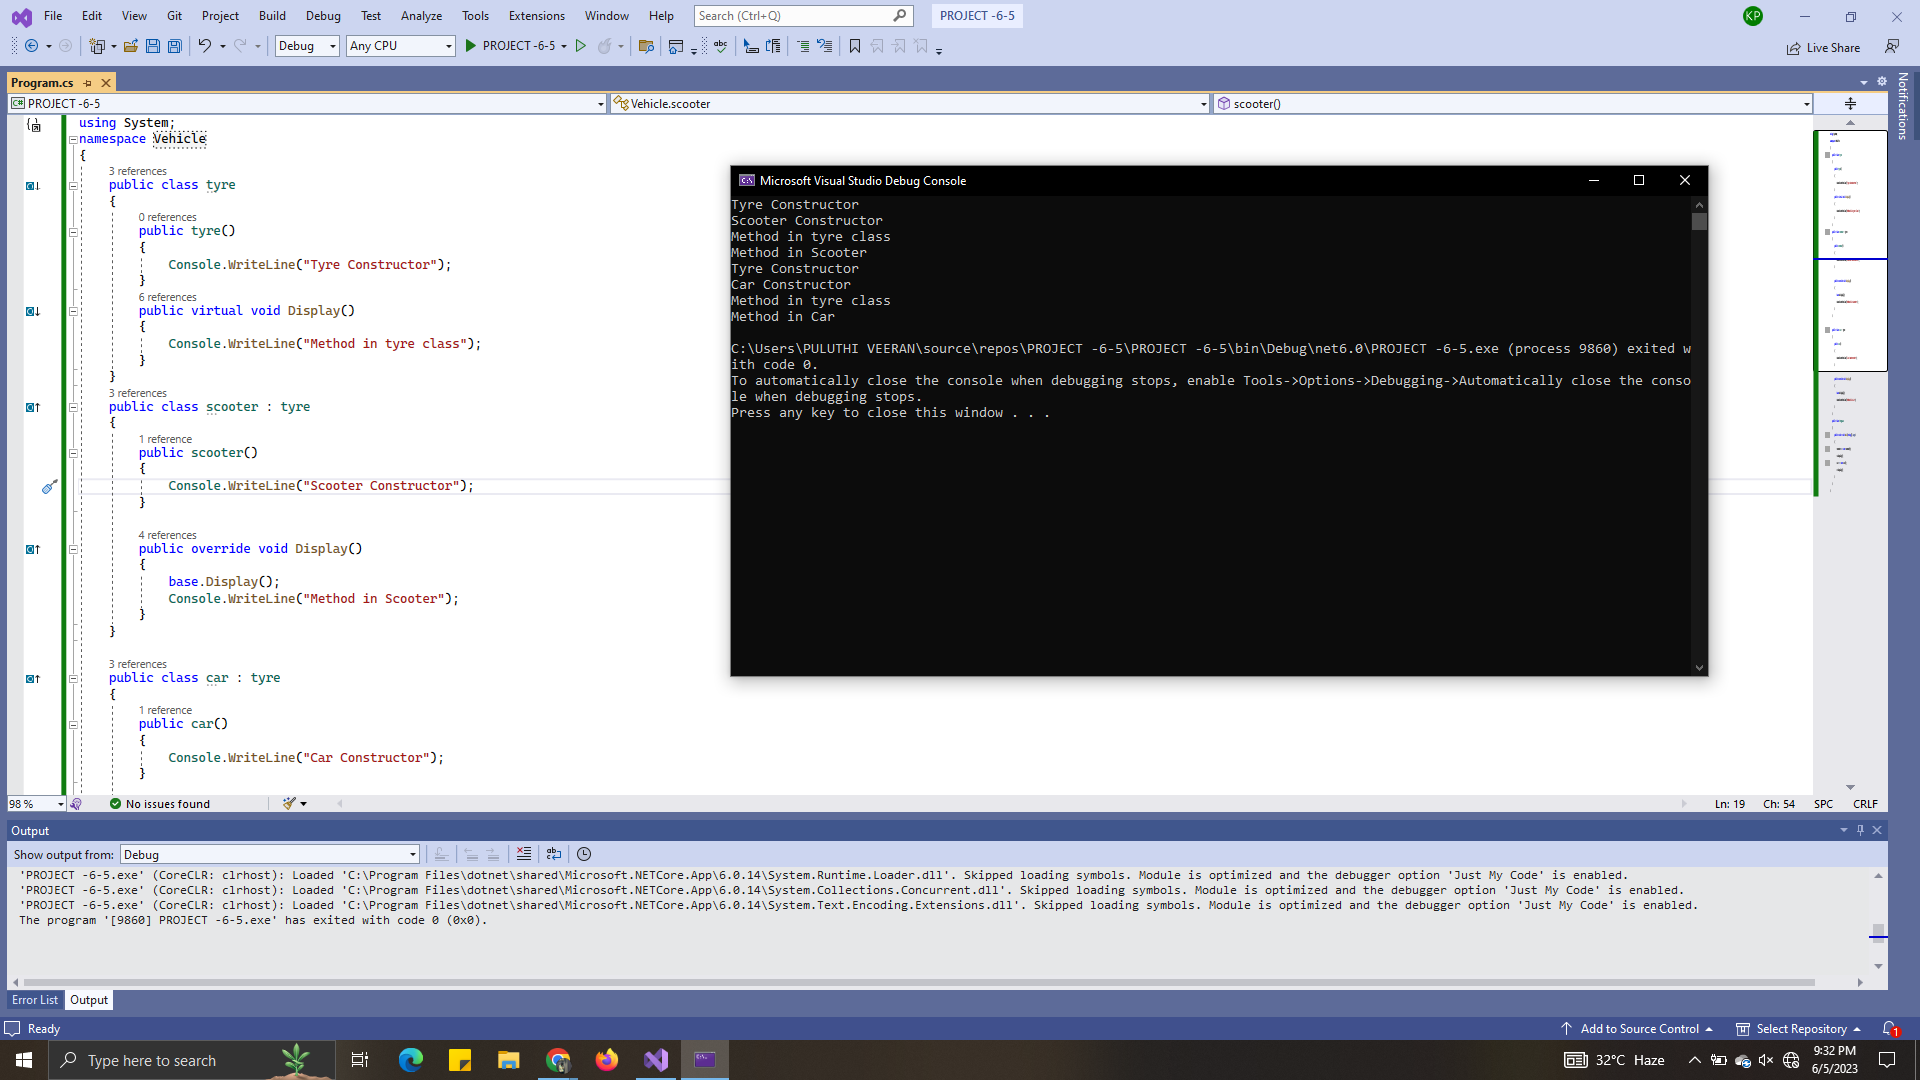 File Edit View Git Project Build Debug Test Analyze Tools Extensions Window Help Search (Ctrl+Q) PROJECT -6-5 KP
Debug Any CPU PROJECT -6-5 Live Share
Program.cs
Notifications
C# PROJECT -6-5 Vehicle.scooter scooter()
using System;
namespace Vehicle
{
3 references
public class tyre
{
0 references
public tyre()
{
Console.WriteLine("Tyre Constructor");
}
6 references
public virtual void Display()
{
Console.WriteLine("Method in tyre class");
}
}
3 references
public class scooter : tyre
{
1 reference
public scooter()
{
Console.WriteLine("Scooter Constructor");
}
4 references
public override void Display()
{
base.Display();
Console.WriteLine("Method in Scooter");
}
}
3 references
public class car : tyre
{
1 reference
public car()
{
Console.WriteLine("Car Constructor");
}
Microsoft Visual Studio Debug Console
Tyre Constructor
Scooter Constructor
Method in tyre class
Method in Scooter
Tyre Constructor
Car Constructor
Method in tyre class
Method in Car
C:\Users\PULUTHI VEERAN\source\repos\PROJECT -6-5\PROJECT -6-5\bin\Debug\net6.0\PROJECT -6-5.exe (process 9860) exited w
ith code 0.
To automatically close the console when debugging stops, enable Tools->Options->Debugging->Automatically close the conso
le when debugging stops.
Press any key to close this window . . .
98 % No issues found Ln: 19 Ch: 54 SPC CRLF
Output
Show output from: Debug
'PROJECT -6-5.exe' (CoreCLR: clrhost): Loaded 'C:\Program Files\dotnet\shared\Microsoft.NETCore.App\6.0.14\System.Runtime.Loader.dll'. Skipped loading symbols. Module is optimized and the debugger option 'Just My Code' is enabled.
'PROJECT -6-5.exe' (CoreCLR: clrhost): Loaded 'C:\Program Files\dotnet\shared\Microsoft.NETCore.App\6.0.14\System.Collections.Concurrent.dll'. Skipped loading symbols. Module is optimized and the debugger option 'Just My Code' is enabled.
'PROJECT -6-5.exe' (CoreCLR: clrhost): Loaded 'C:\Program Files\dotnet\shared\Microsoft.NETCore.App\6.0.14\System.Text.Encoding.Extensions.dll'. Skipped loading symbols. Module is optimized and the debugger option 'Just My Code' is enabled.
The program '[9860] PROJECT -6-5.exe' has exited with code 0 (0x0).
Error List Output
Ready Add to Source Control Select Repository 1
Type here to search 32°C Haze 9:32 PM
6/5/2023